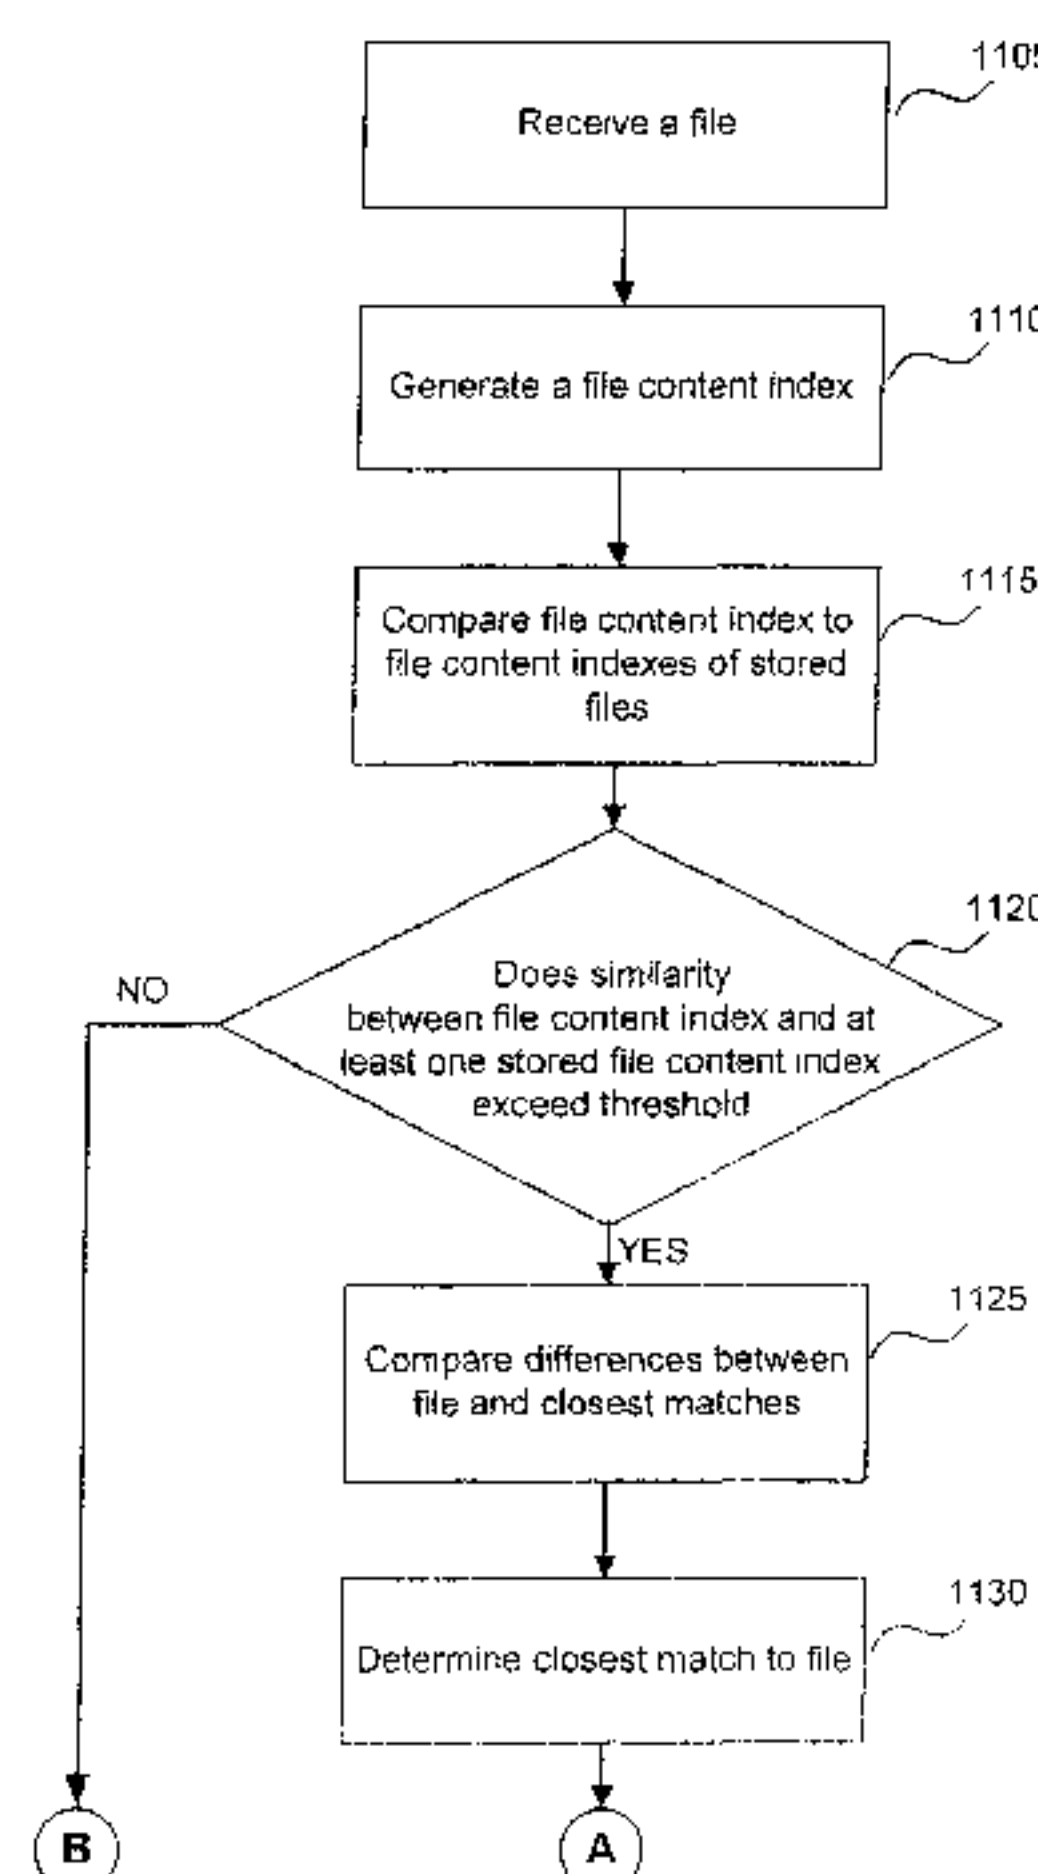 1105
Receive a file
1110
Generate a file content index
1115
Compare file content index to
file content indexes of stored
files
1120
Does similarity
between file content index and at
least one stored file content index
exceed threshold
NO
YES
1125
Compare differences between
file and closest matches
1130
Determine closest match to file
B
A